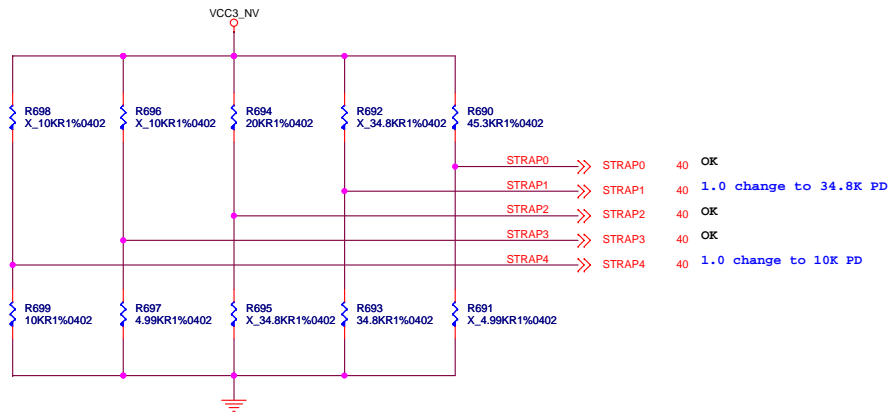 VCC3_NV
R698
X_10KR1%0402
R696
X_10KR1%0402
R694
20KR1%0402
R692
X_34.8KR1%0402
R690
45.3KR1%0402
STRAP0 STRAP0 40 OK
STRAP1 STRAP1 40 1.0 change to 34.8K PD
STRAP2 STRAP2 40 OK
STRAP3 STRAP3 40 OK
STRAP4 STRAP4 40 1.0 change to 10K PD
R699
10KR1%0402
R697
4.99KR1%0402
R695
X_34.8KR1%0402
R693
34.8KR1%0402
R691
X_4.99KR1%0402